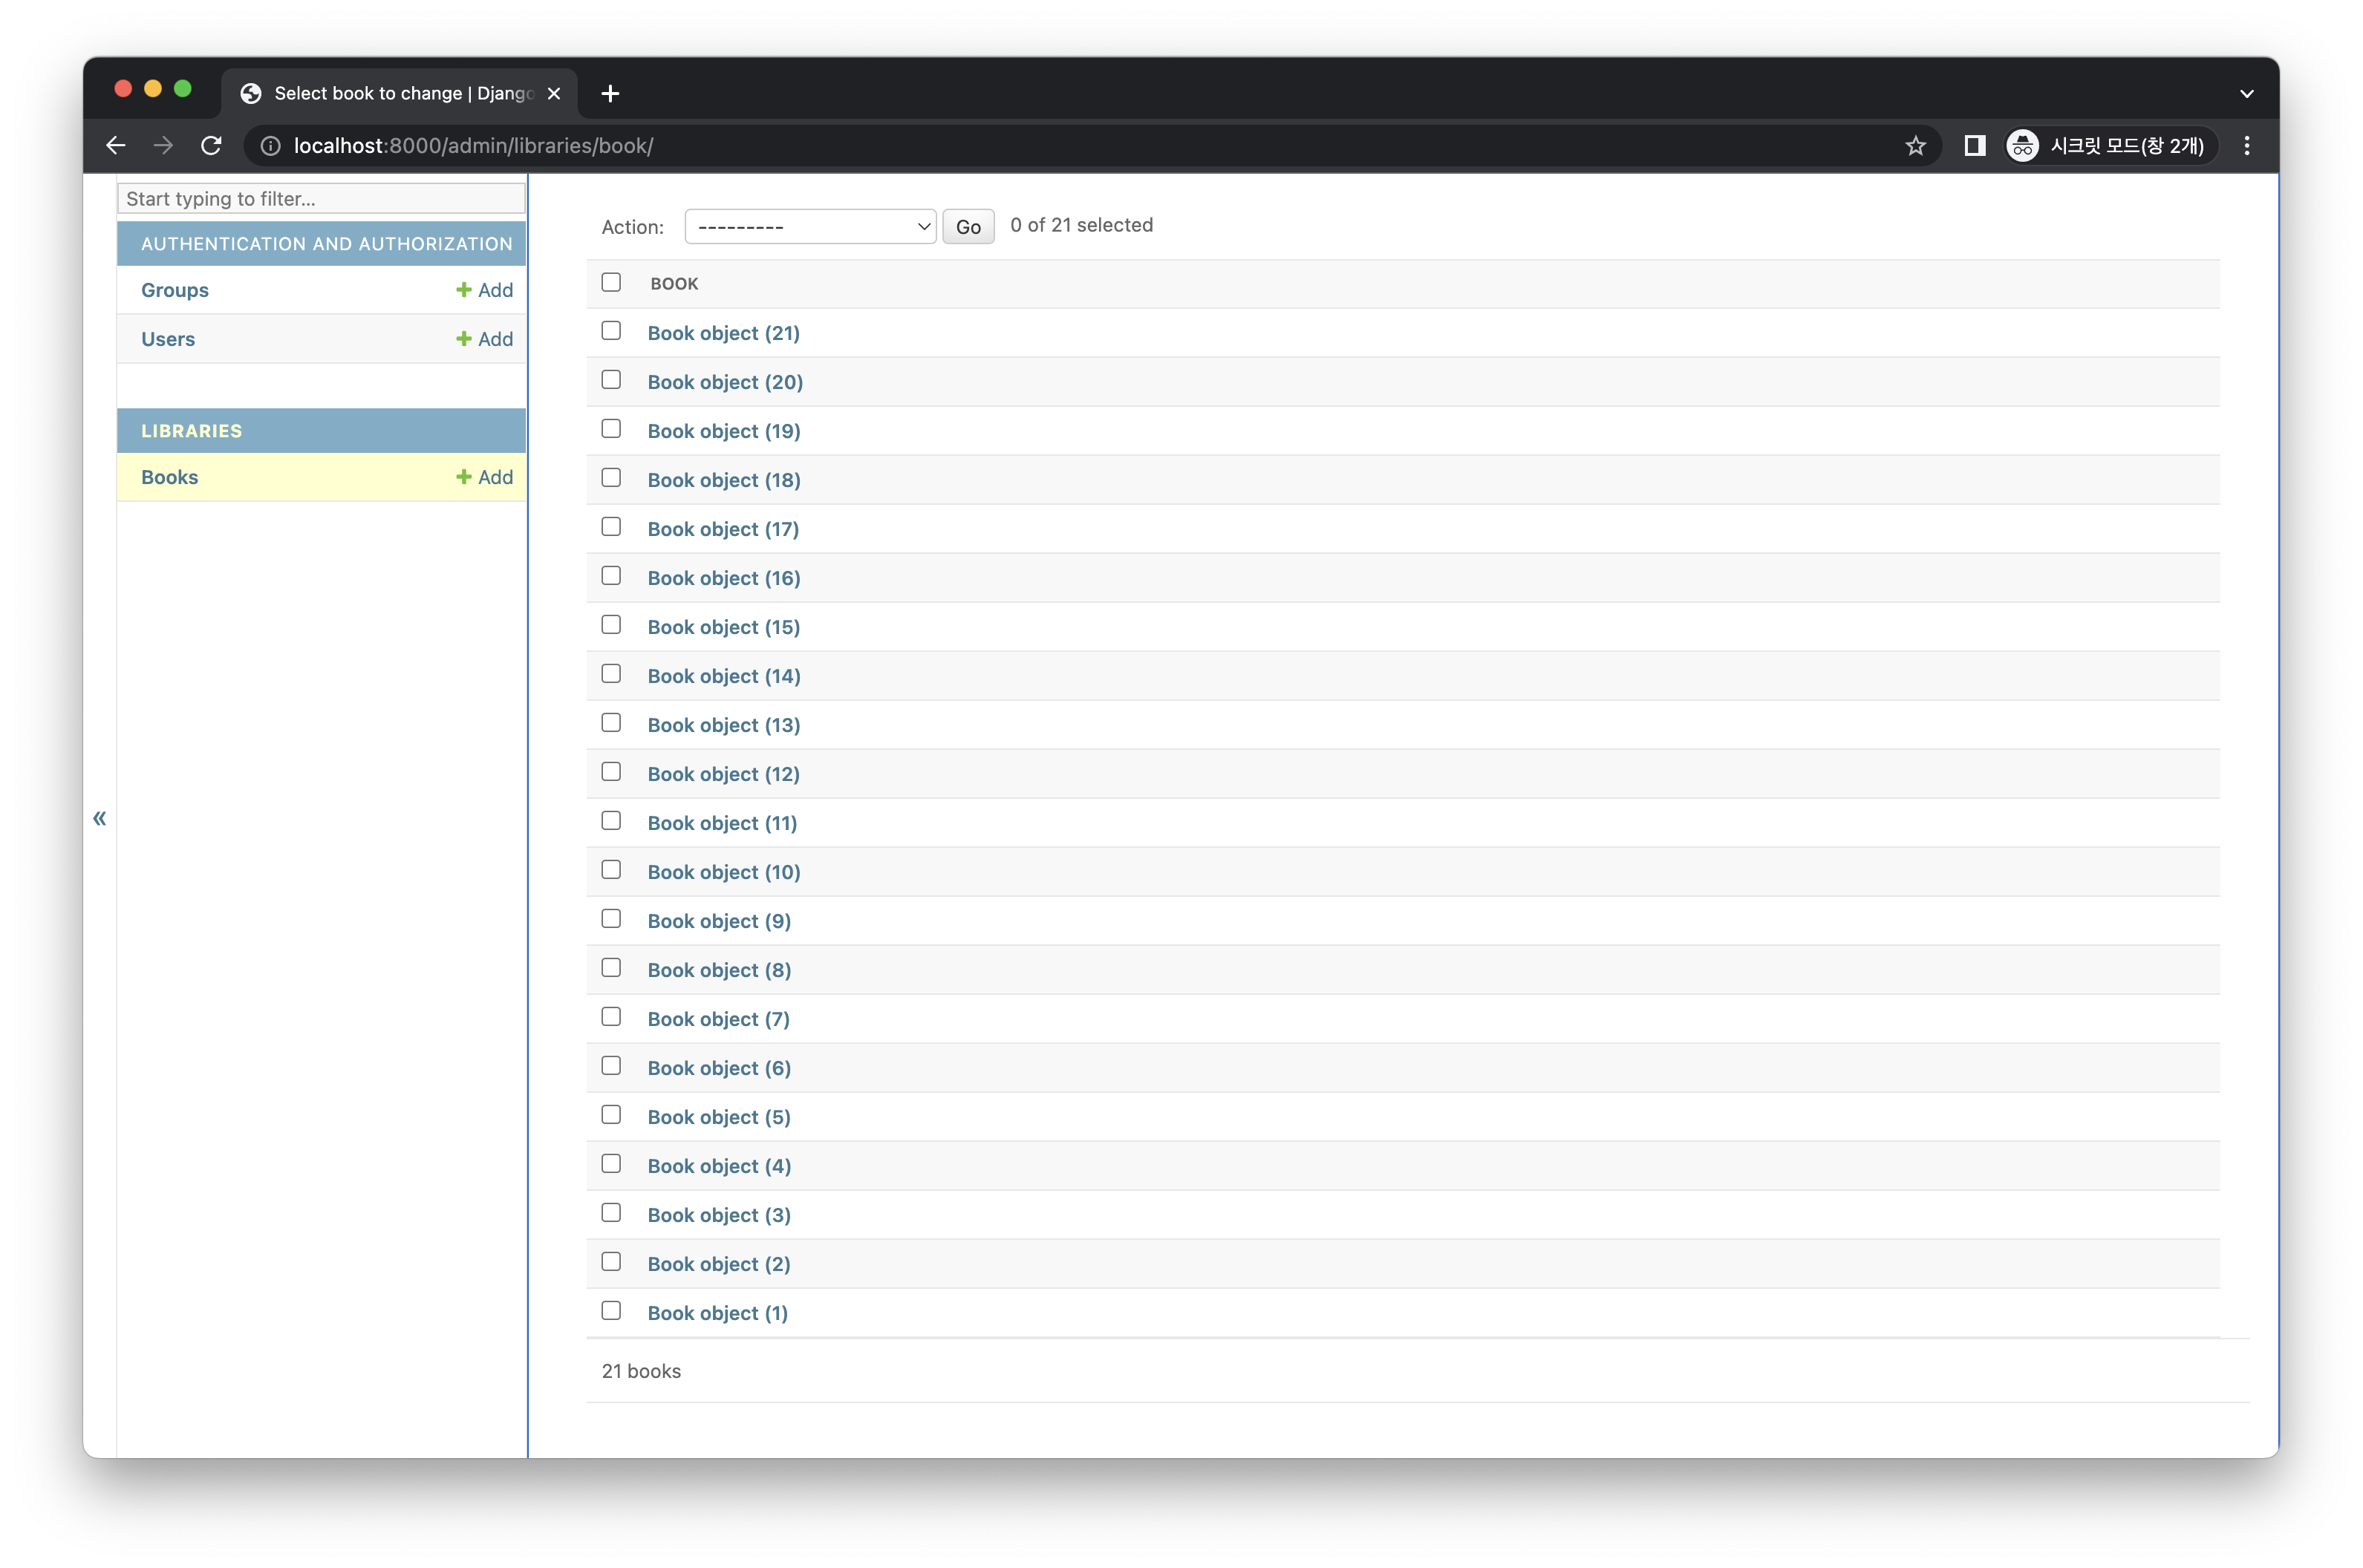 Select book to change | Django
localhost:8000/admin/libraries/book/
시크릿 모드(창 2개)
Start typing to filter...
AUTHENTICATION AND AUTHORIZATION
Groups + Add
Users + Add
LIBRARIES
Books + Add
«
Action: --------- Go 0 of 21 selected
BOOK
Book object (21)
Book object (20)
Book object (19)
Book object (18)
Book object (17)
Book object (16)
Book object (15)
Book object (14)
Book object (13)
Book object (12)
Book object (11)
Book object (10)
Book object (9)
Book object (8)
Book object (7)
Book object (6)
Book object (5)
Book object (4)
Book object (3)
Book object (2)
Book object (1)
21 books